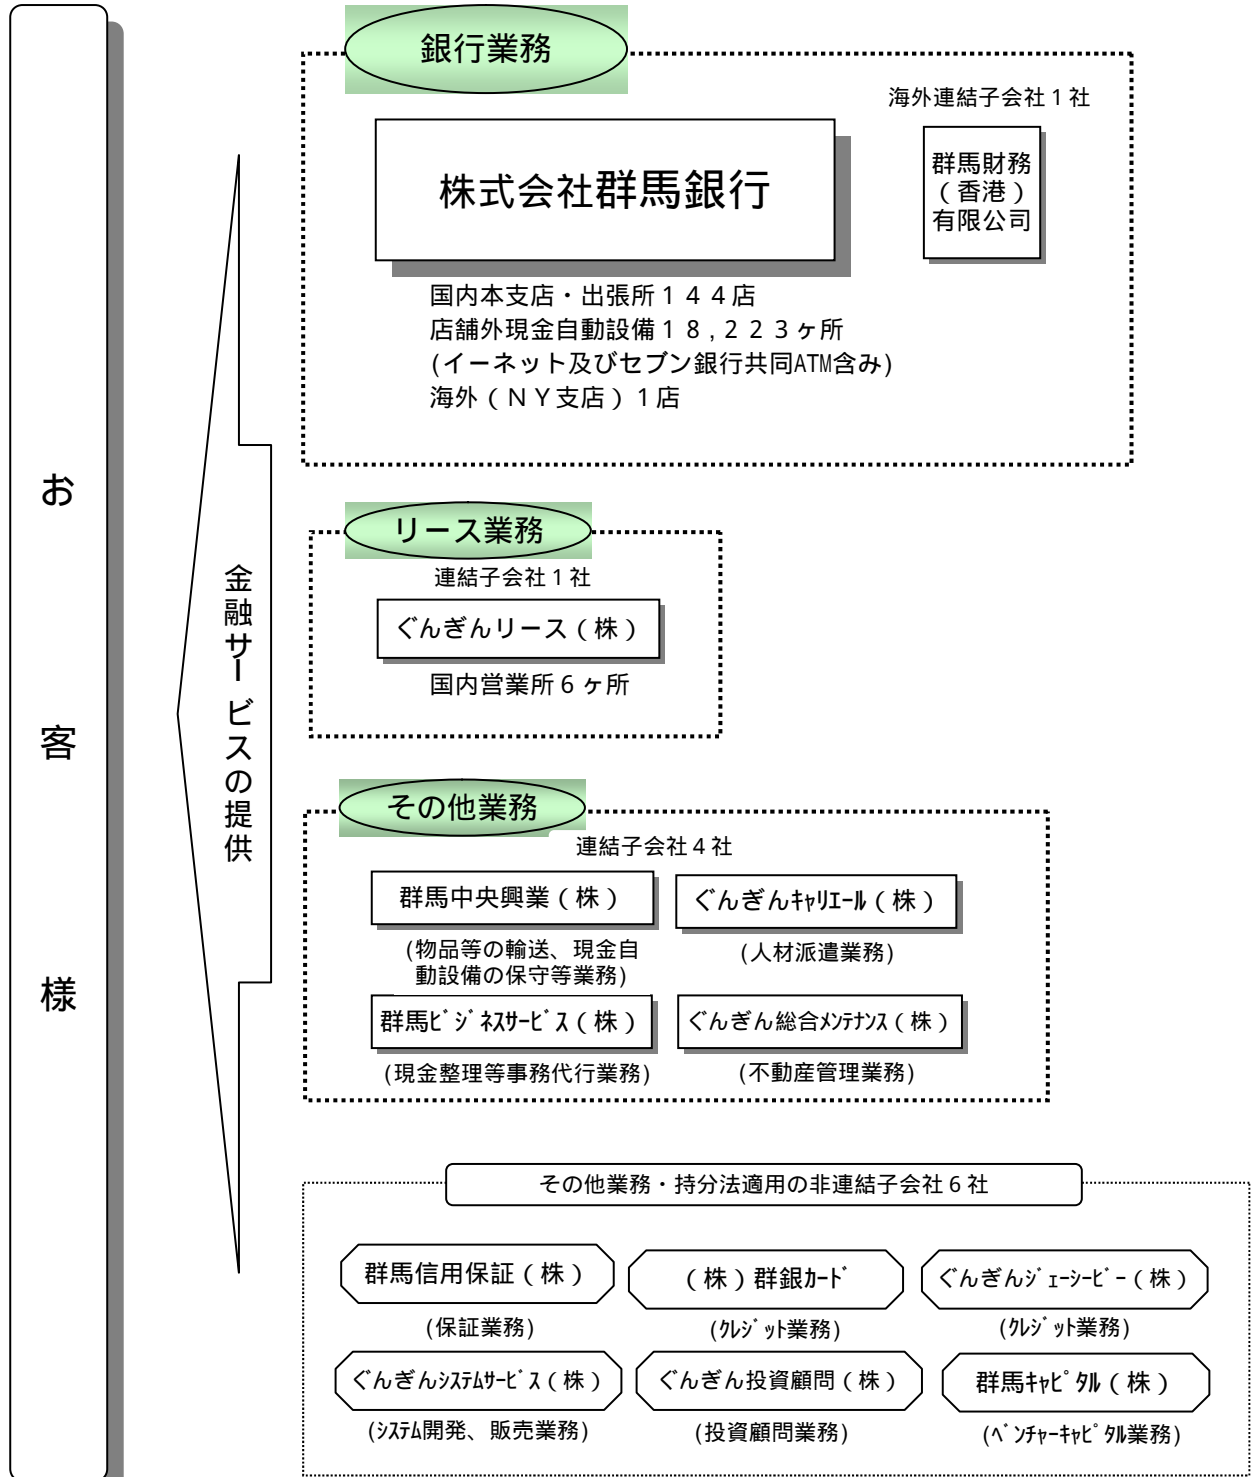 お客様
金融サービスの提供
銀行業務
海外連結子会社1社
株式会社群馬銀行
群馬財務
(香港)
有限公司
国内本支店・出張所144店
店舗外現金自動設備18,223ヶ所
(イーネット及びセブン銀行共同ATM含み)
海外(NY支店)1店
リース業務
連結子会社1社
ぐんぎんリース(株)
国内営業所6ヶ所
その他業務
連結子会社4社
群馬中央興業(株)
(物品等の輸送、現金自
動設備の保守等業務)
ぐんぎんキャリエール(株)
(人材派遣業務)
群馬ビジネスサービス(株)
(現金整理等事務代行業務)
ぐんぎん総合メンテナンス(株)
(不動産管理業務)
その他業務・持分法適用の非連結子会社6社
群馬信用保証(株)
(保証業務)
(株)群銀カード
(クレジット業務)
ぐんぎんジェーシービー(株)
(クレジット業務)
ぐんぎんシステムサービス(株)
(システム開発、販売業務)
ぐんぎん投資顧問(株)
(投資顧問業務)
群馬キャピタル(株)
(ベンチャーキャピタル業務)